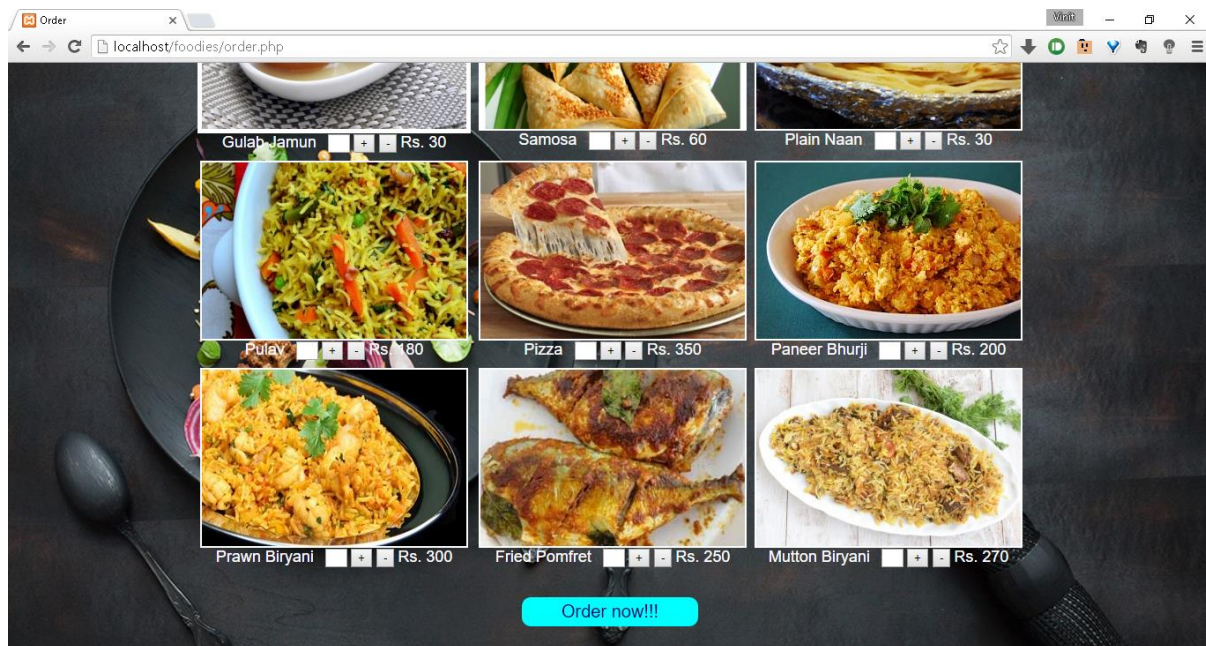 Order
Vinit
localhost/foodies/order.php
Gulab Jamun + - Rs. 30
Samosa + - Rs. 60
Plain Naan + - Rs. 30
Pulav + - Rs. 180
Pizza + - Rs. 350
Paneer Bhurji + - Rs. 200
Prawn Biryani + - Rs. 300
Fried Pomfret + - Rs. 250
Mutton Biryani + - Rs. 270
Order now!!!